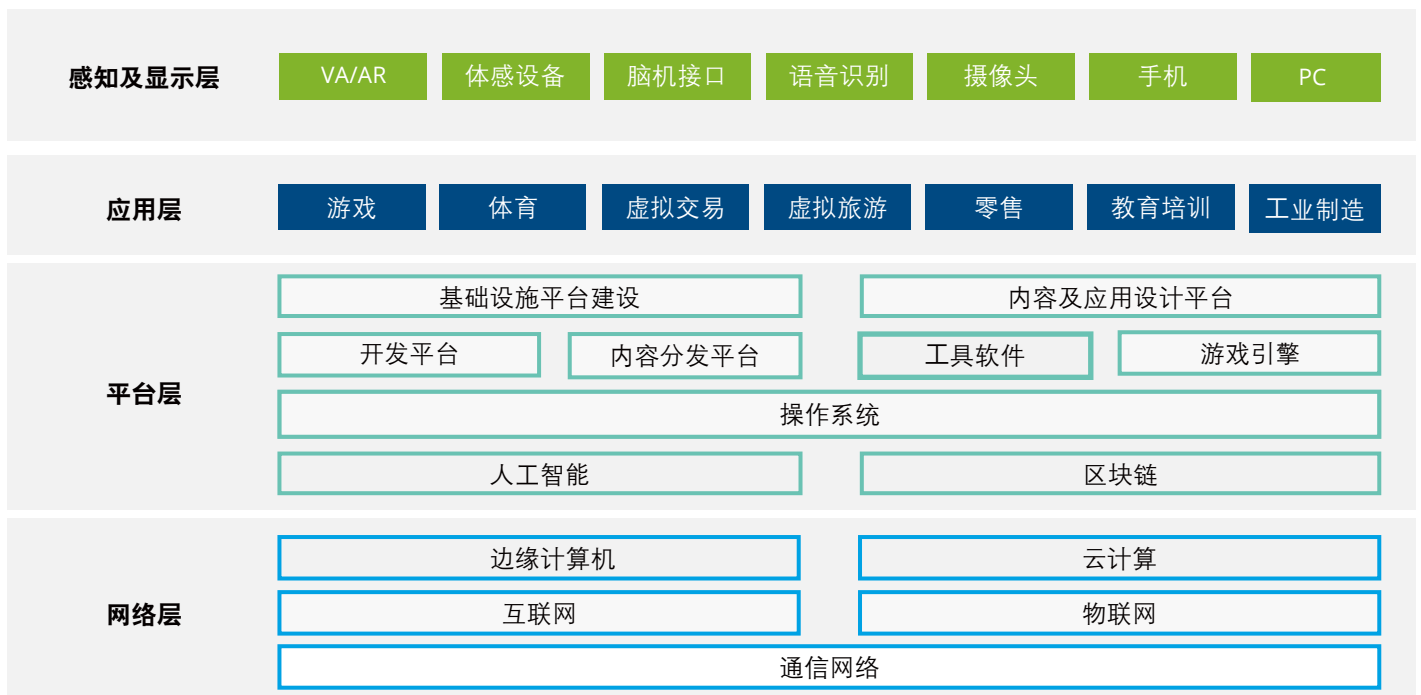 感知及显示层
VA/AR 体感设备 脑机接口 语音识别 摄像头 手机 PC
应用层
游戏 体育 虚拟交易 虚拟旅游 零售 教育培训 工业制造
平台层
基础设施平台建设 内容及应用设计平台
开发平台 内容分发平台 工具软件 游戏引擎
操作系统
人工智能 区块链
网络层
边缘计算机 云计算
互联网 物联网
通信网络